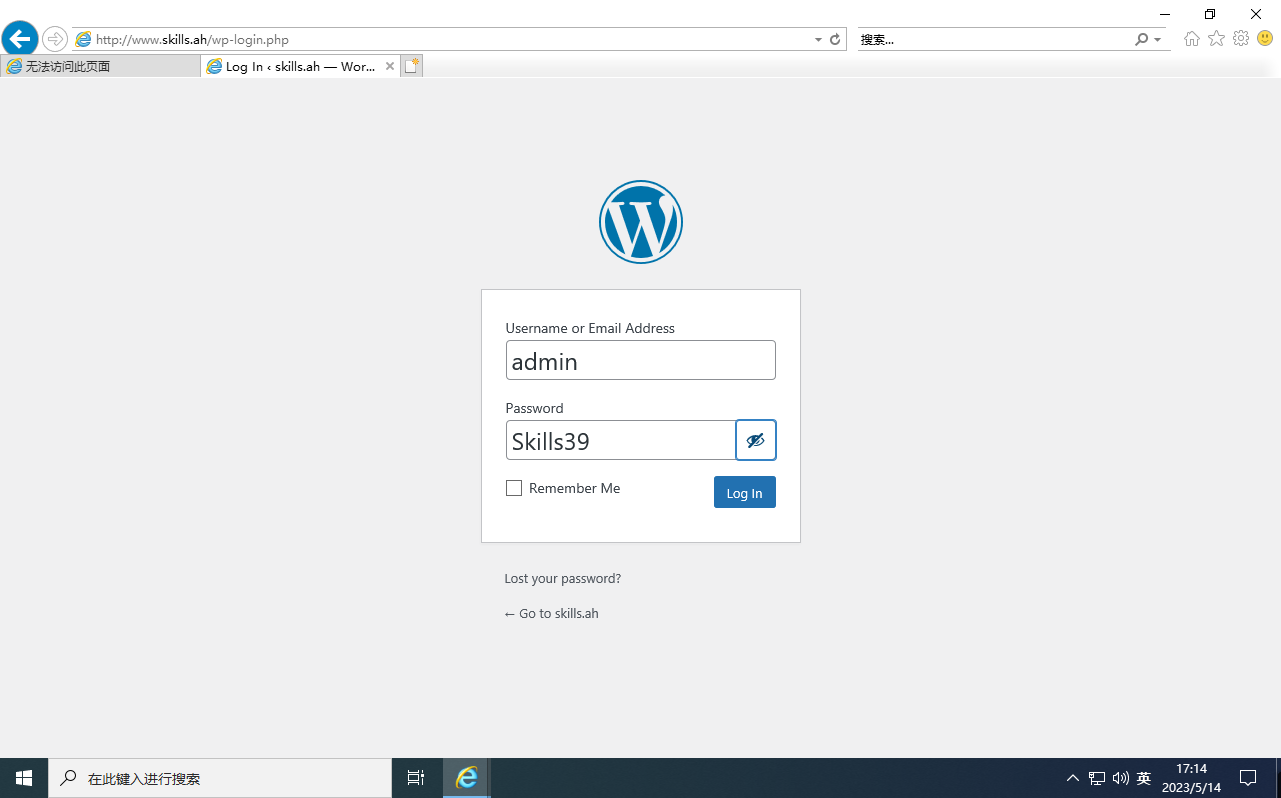 http://www.skills.ah/wp-login.php
搜索...
无法访问此页面
Log In ‹ skills.ah — Wor...
Username or Email Address
admin
Password
Skills39
Remember Me
Log In
Lost your password?
← Go to skills.ah
在此键入进行搜索
英
17:14
2023/5/14